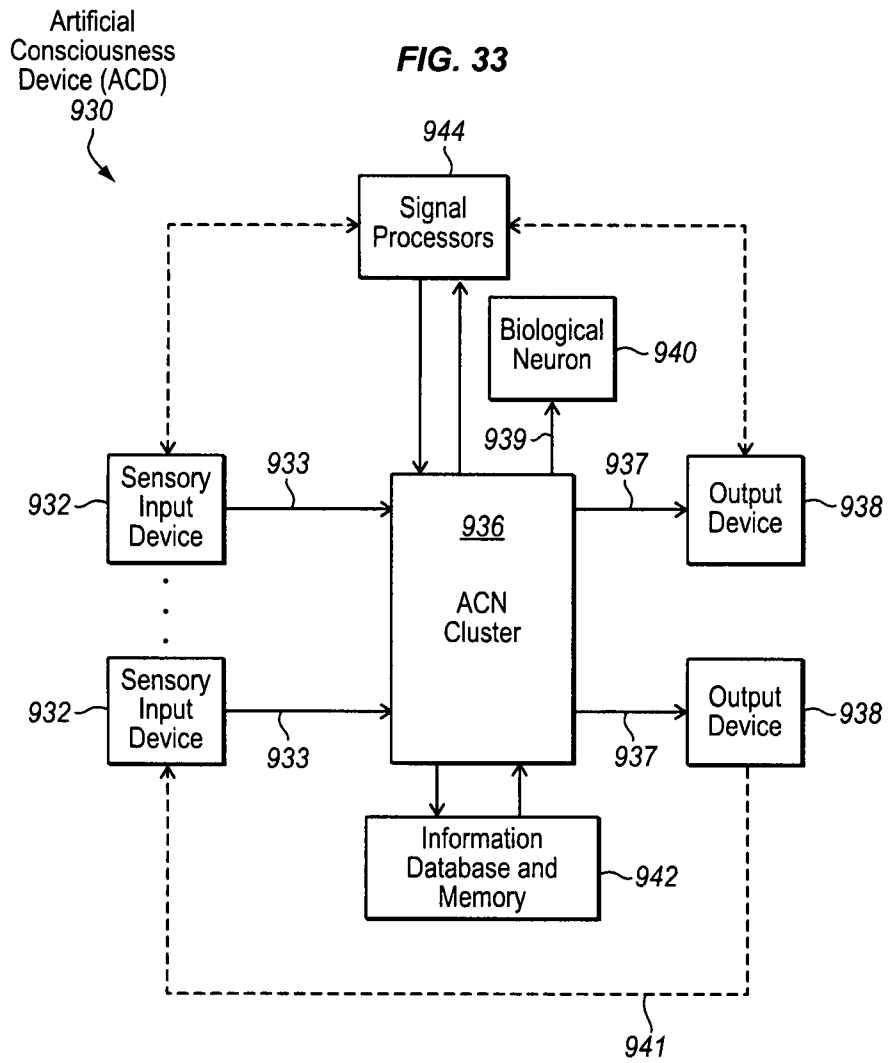 Artificial
Consciousness
Device (ACD)
930
FIG. 33
944
Signal
Processors
Biological
Neuron
940
939
932
Sensory
Input
Device
933
936
ACN
Cluster
937
Output
Device
938
932
Sensory
Input
Device
933
937
Output
Device
938
Information
Database and
Memory
942
941